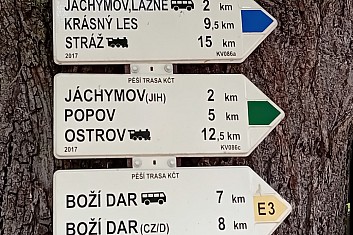 JÁCHYMOV,LÁZNĚ 2 km
KRÁSNÝ LES 9,5 km
STRÁŽ 15 km
2017 KV086a
PĚŠÍ TRASA KČT
JÁCHYMOV(JIH) 2 km
POPOV 5 km
OSTROV 12,5 km
2017 KV086c
PĚŠÍ TRASA KČT
BOŽÍ DAR 7 km
E3
BOŽÍ DAR(CZ/D) 8 km